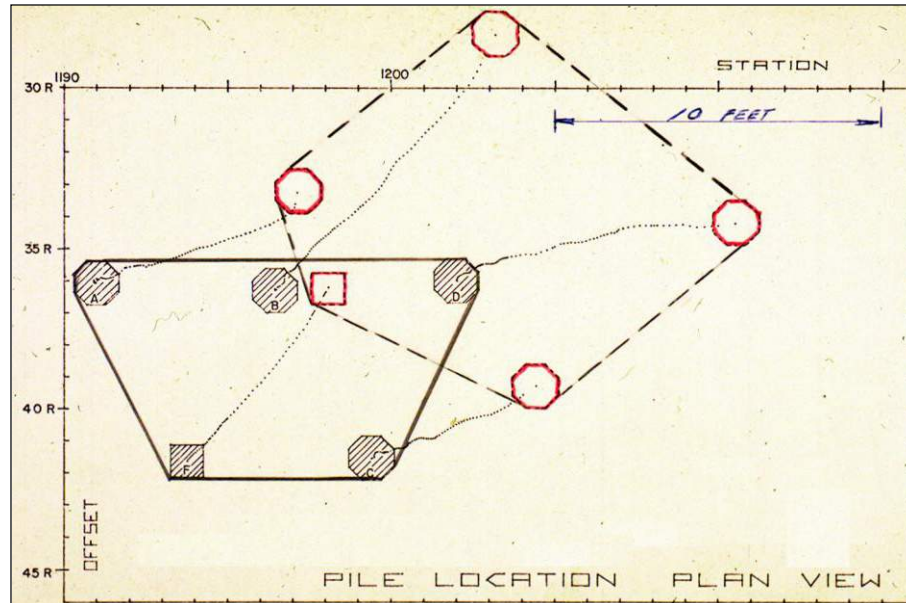 1190
1200
STATION
30 R
10 FEET
35 R
A
B
D
40 R
F
C
OFFSET
45 R
PILE LOCATION PLAN VIEW